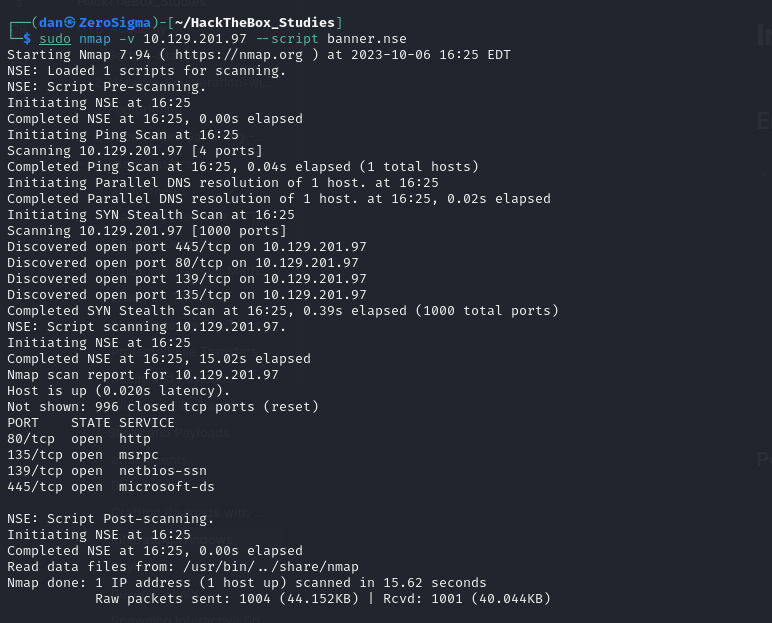 ┌──(dan㉿ZeroSigma)-[~/HackTheBox_Studies]
└─$ sudo nmap -v 10.129.201.97 --script banner.nse
Starting Nmap 7.94 ( https://nmap.org ) at 2023-10-06 16:25 EDT
NSE: Loaded 1 scripts for scanning.
NSE: Script Pre-scanning.
Initiating NSE at 16:25
Completed NSE at 16:25, 0.00s elapsed
Initiating Ping Scan at 16:25
Scanning 10.129.201.97 [4 ports]
Completed Ping Scan at 16:25, 0.04s elapsed (1 total hosts)
Initiating Parallel DNS resolution of 1 host. at 16:25
Completed Parallel DNS resolution of 1 host. at 16:25, 0.02s elapsed
Initiating SYN Stealth Scan at 16:25
Scanning 10.129.201.97 [1000 ports]
Discovered open port 445/tcp on 10.129.201.97
Discovered open port 80/tcp on 10.129.201.97
Discovered open port 139/tcp on 10.129.201.97
Discovered open port 135/tcp on 10.129.201.97
Completed SYN Stealth Scan at 16:25, 0.39s elapsed (1000 total ports)
NSE: Script scanning 10.129.201.97.
Initiating NSE at 16:25
Completed NSE at 16:25, 15.02s elapsed
Nmap scan report for 10.129.201.97
Host is up (0.020s latency).
Not shown: 996 closed tcp ports (reset)
PORT    STATE SERVICE
80/tcp  open  http
135/tcp open  msrpc
139/tcp open  netbios-ssn
445/tcp open  microsoft-ds
NSE: Script Post-scanning.
Initiating NSE at 16:25
Completed NSE at 16:25, 0.00s elapsed
Read data files from: /usr/bin/../share/nmap
Nmap done: 1 IP address (1 host up) scanned in 15.62 seconds
           Raw packets sent: 1004 (44.152KB) | Rcvd: 1001 (40.044KB)